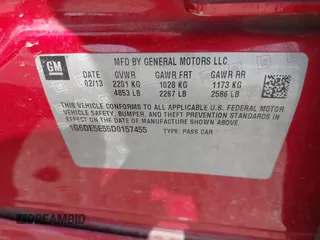 GM
MFD BY GENERAL MOTORS LLC
DATE GVWR GAWR FRT GAWR RR
02/13 2201 KG 1028 KG 1173 KG
4853 LB 2267 LB 2586 LB
THIS VEHICLE CONFORMS TO ALL APPLICABLE U.S. FEDERAL MOTOR
VEHICLE SAFETY, BUMPER, AND THEFT PREVENTION STANDARDS IN
EFFECT ON THE DATE OF MANUFACTURE SHOWN ABOVE.
1G6DE5E55D0157455 TYPE: PASS CAR
DREAMBID